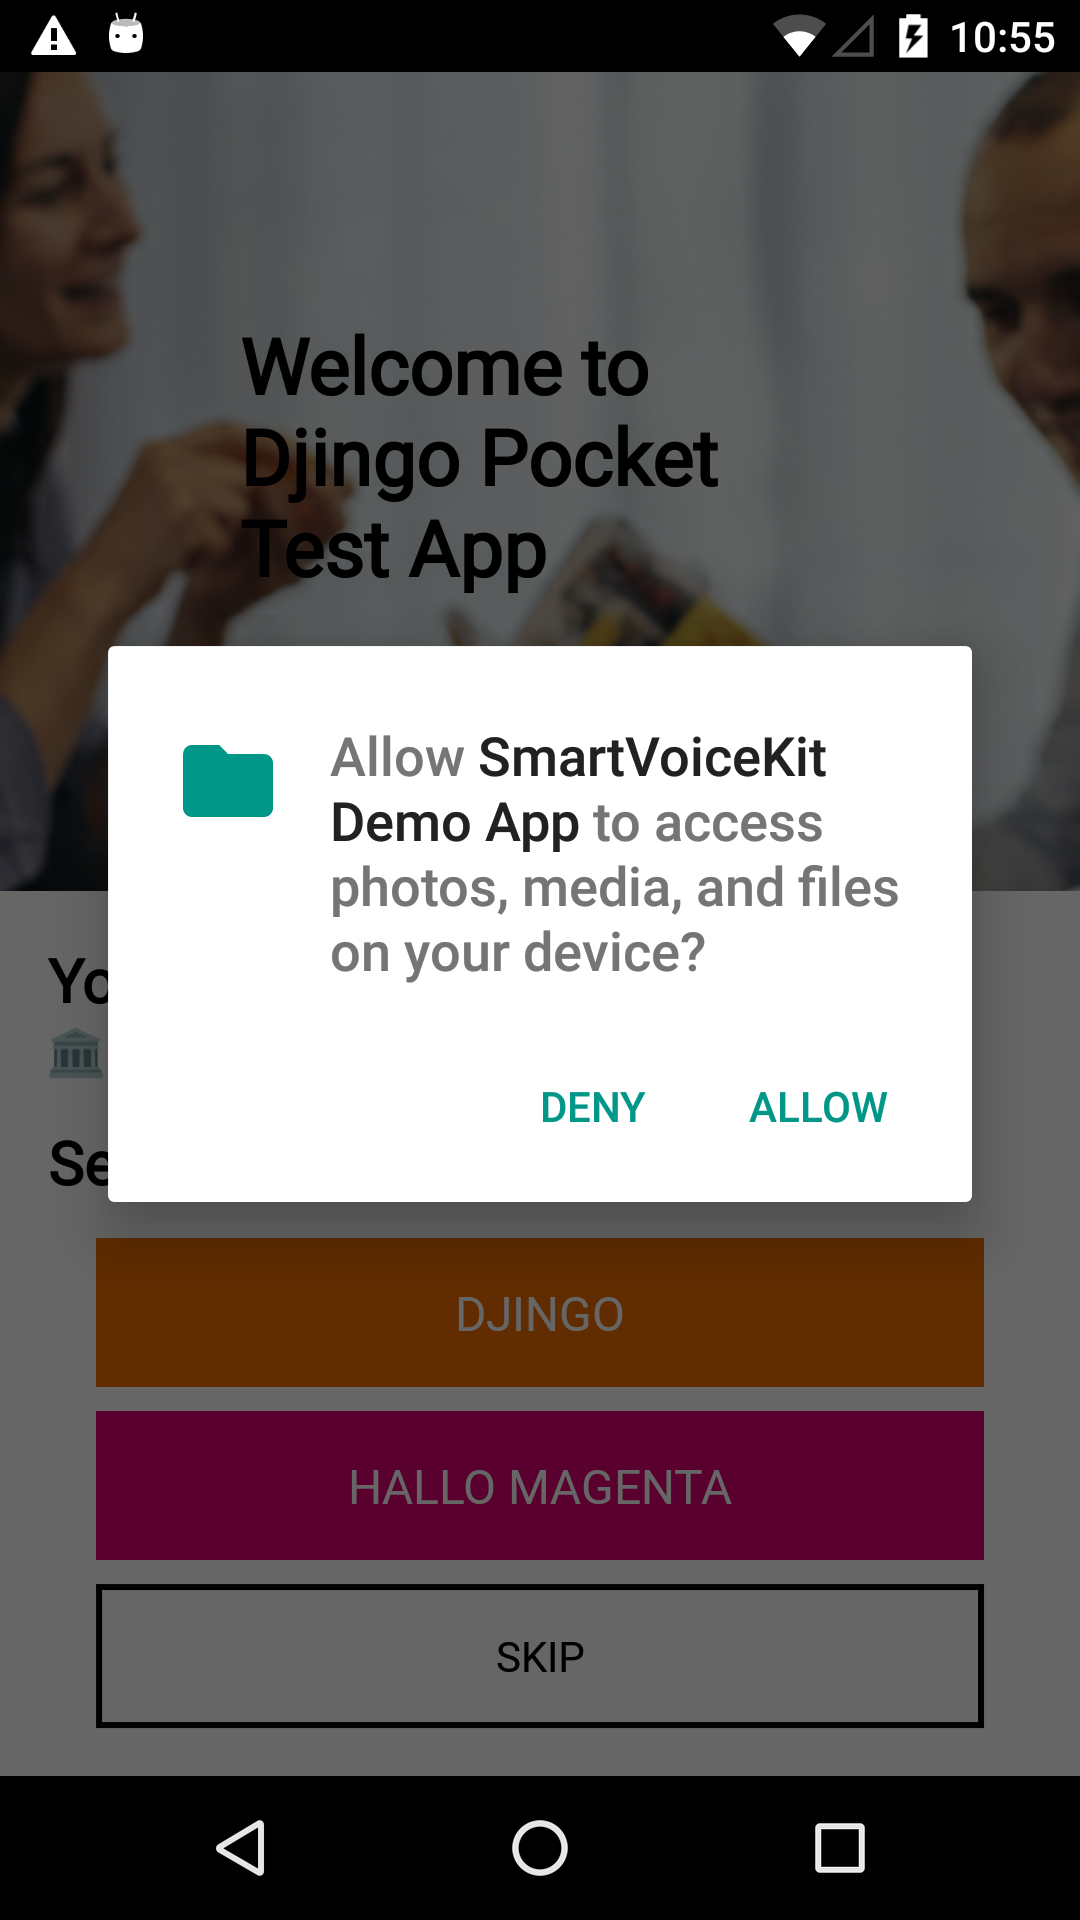 10:55
Welcome to
Djingo Pocket
Test App
Allow SmartVoiceKit
Demo App to access
photos, media, and files
on your device?
DENY ALLOW
Yo
Se
DJINGO
HALLO MAGENTA
SKIP